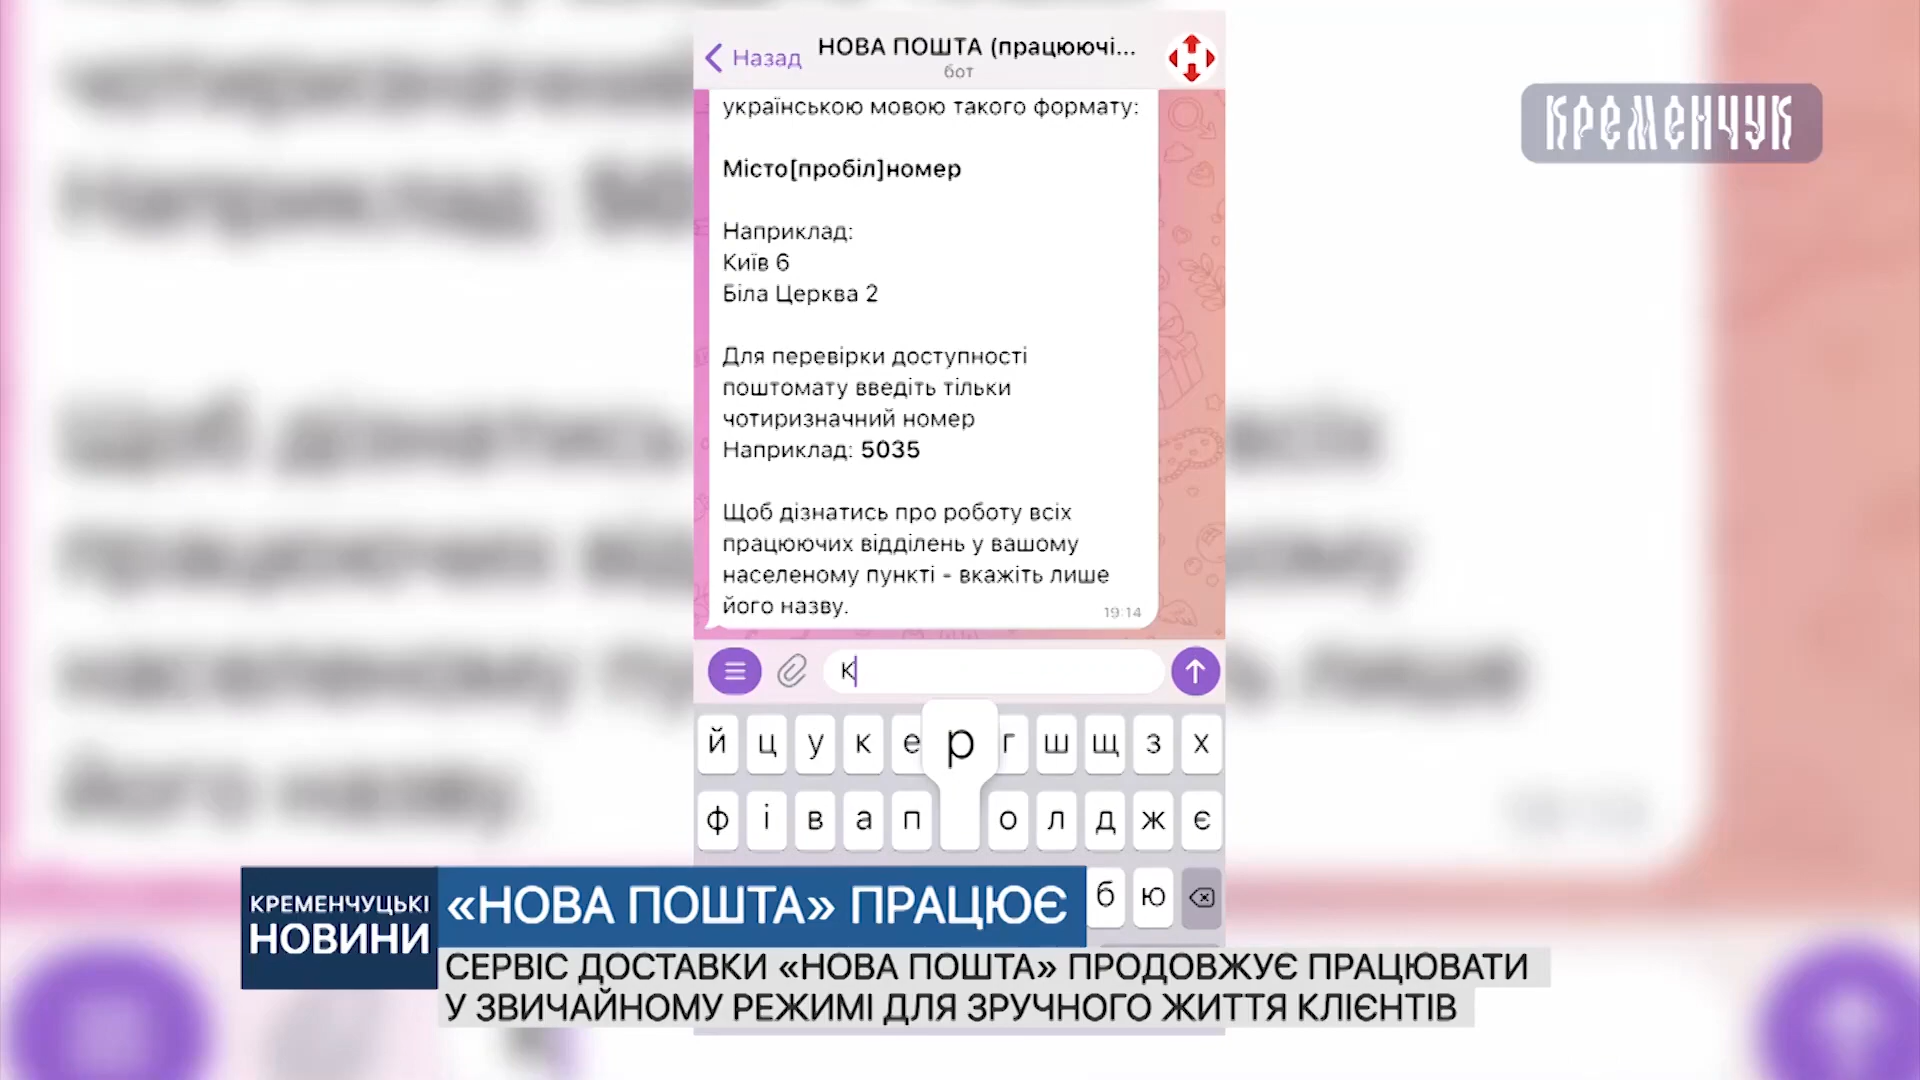 Назад
НОВА ПОШТА (працюючі...
бот
українською мовою такого формату:
Місто[пробіл]номер
Наприклад:
Київ 6
Біла Церква 2
Для перевірки доступності
поштомату введіть тільки
чотиризначний номер
Наприклад: 5035
Щоб дізнатись про роботу всіх
працюючих відділень у вашому
населеному пункті - вкажіть лише
його назву.
19:14
К
й ц у к е р г ш щ з х
ф і в а п о л д ж є
б ю
КРЕМЕНЧУК
КРЕМЕНЧУЦЬКІ
НОВИНИ
«НОВА ПОШТА» ПРАЦЮЄ
СЕРВІС ДОСТАВКИ «НОВА ПОШТА» ПРОДОВЖУЄ ПРАЦЮВАТИ
У ЗВИЧАЙНОМУ РЕЖИМІ ДЛЯ ЗРУЧНОГО ЖИТТЯ КЛІЄНТІВ